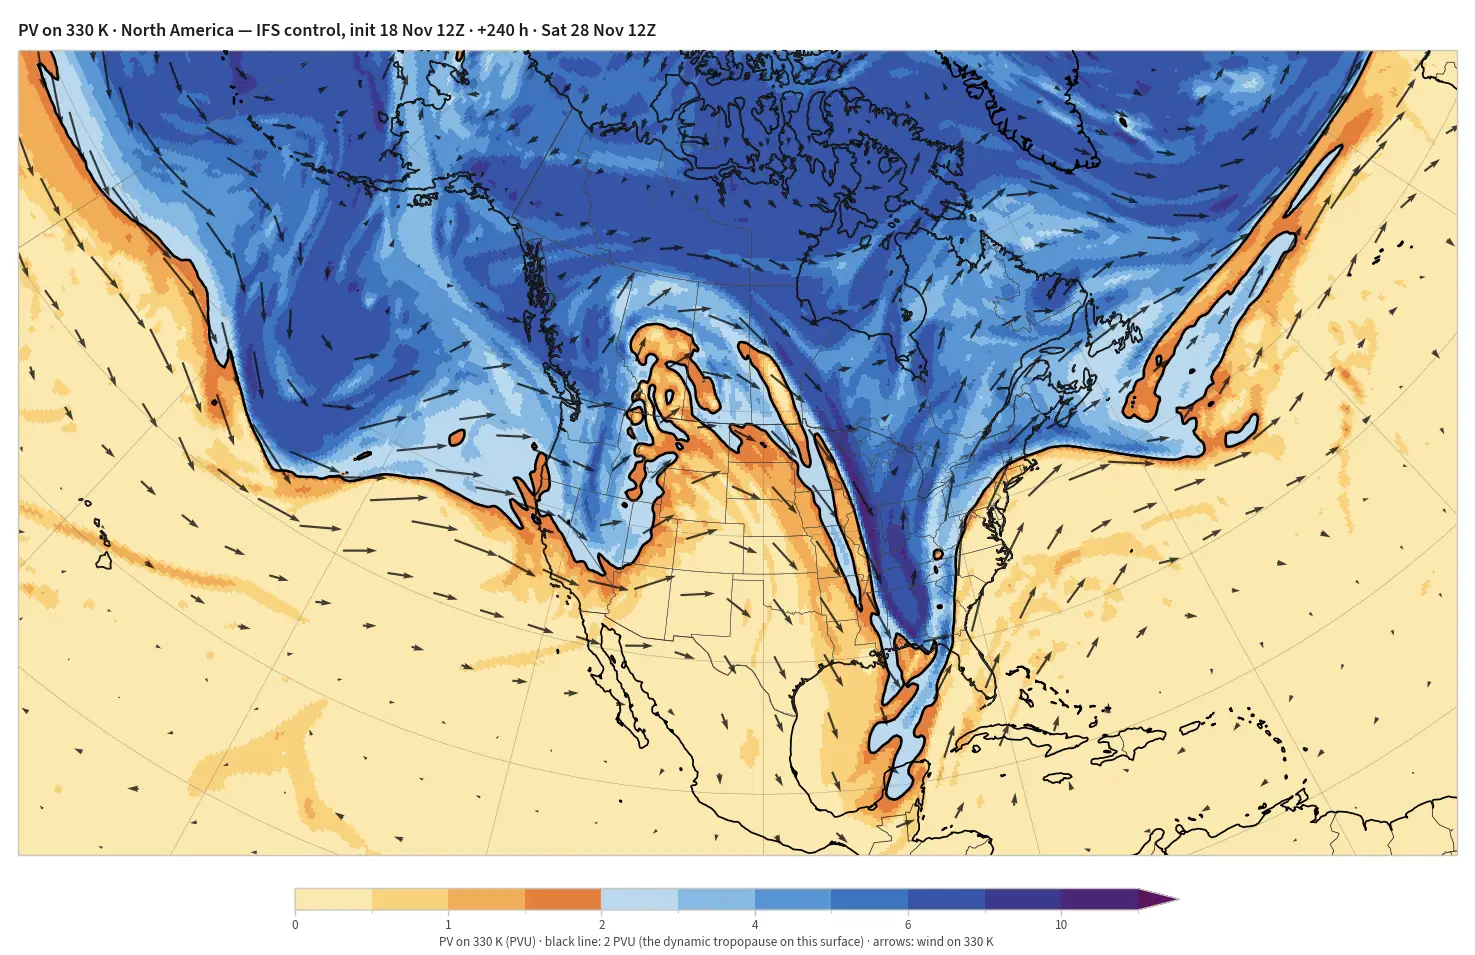 PV on 330 K · North America — IFS control, init 18 Nov 12Z · +240 h · Sat 28 Nov 12Z
0 1 2 4 6 10
PV on 330 K (PVU) · black line: 2 PVU (the dynamic tropopause on this surface) · arrows: wind on 330 K